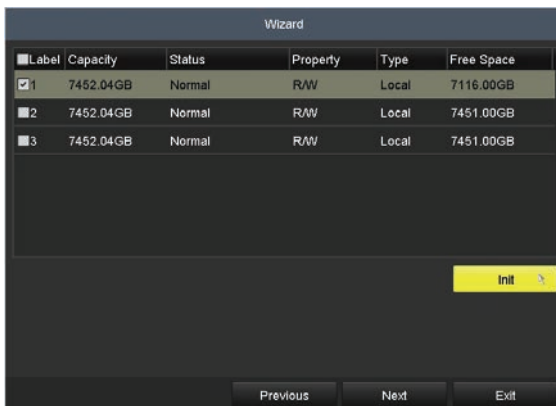 Wizard
Label Capacity Status Property Type Free Space
1 7452.04GB Normal R/W Local 7116.00GB
2 7452.04GB Normal R/W Local 7451.00GB
3 7452.04GB Normal R/W Local 7451.00GB
Init
Previous Next Exit